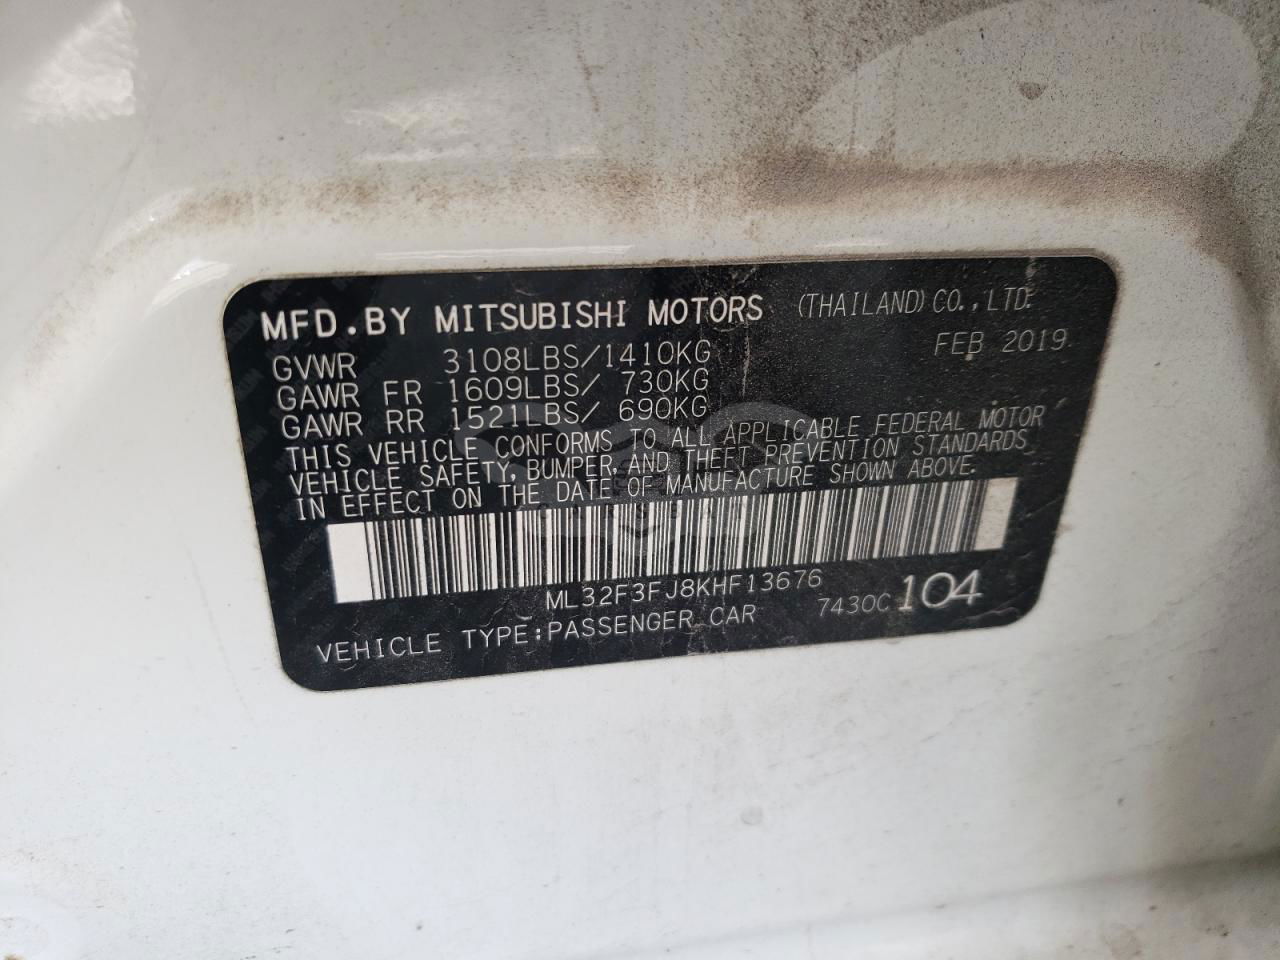 MFD.BY MITSUBISHI MOTORS (THAILAND) CO., LTD.
FEB 2019
GVWR 3108LBS/1410KG
GAWR FR 1609LBS/ 730KG
GAWR RR 1521LBS/ 690KG
THIS VEHICLE CONFORMS TO ALL APPLICABLE FEDERAL MOTOR
VEHICLE SAFETY, BUMPER, AND THEFT PREVENTION STANDARDS
IN EFFECT ON THE DATE OF MANUFACTURE SHOWN ABOVE.
ML32F3FJ8KHF13676
VEHICLE TYPE:PASSENGER CAR 7430C 104